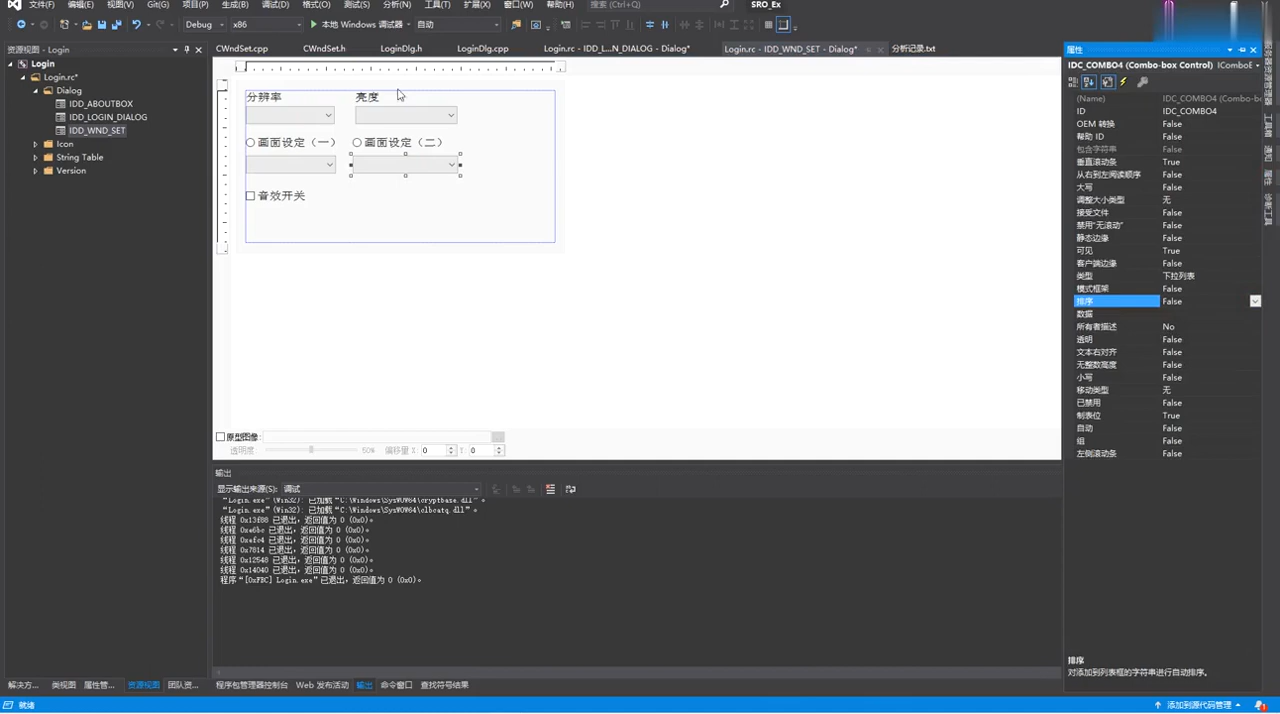 文件(F) 编辑(E) 视图(V) Git(G) 项目(P) 生成(B) 调试(D) 格式(O) 测试(S) 分析(N) 工具(T) 扩展(X) 窗口(W) 帮助(H) 搜索 (Ctrl+Q) SRO_Ex
Debug x86 本地 Windows 调试器 自动
资源视图 - Login
CWndSet.cpp CWndSet.h LoginDlg.h LoginDlg.cpp Login.rc - IDD_L...N_DIALOG - Dialog* Login.rc - IDD_WND_SET - Dialog* 分析记录.txt
Login
Login.rc*
Dialog
IDD_ABOUTBOX
IDD_LOGIN_DIALOG
IDD_WND_SET
Icon
String Table
Version
分辨率 亮度
画面设定（一） 画面设定（二）
音效开关
原型图像:
透明度: 50% 偏移量 X: 0 Y: 0
输出
显示输出来源(S): 调试
“Login.exe”(Win32): 已加载“C:\Windows\SysWOW64\cryptbase.dll”。
“Login.exe”(Win32): 已加载“C:\Windows\SysWOW64\clbcatq.dll”。
线程 0x13f88 已退出，返回值为 0 (0x0)。
线程 0xe6bc 已退出，返回值为 0 (0x0)。
线程 0xefc4 已退出，返回值为 0 (0x0)。
线程 0x7814 已退出，返回值为 0 (0x0)。
线程 0x12548 已退出，返回值为 0 (0x0)。
线程 0x14040 已退出，返回值为 0 (0x0)。
程序“[0xFBC] Login.exe”已退出，返回值为 0 (0x0)。
属性
IDC_COMBO4 (Combo-box Control) IComboE
(Name) IDC_COMBO4 (Combo-bo
ID IDC_COMBO4
OEM 转换 False
帮助 ID False
包含字符串 False
垂直滚动条 True
从右到左阅读顺序 False
大写 False
调整大小类型 无
接受文件 False
禁用“无滚动” False
静态边缘 False
可见 True
客户端边缘 False
类型 下拉列表
模式框架 False
排序 False
数据
所有者描述 No
透明 False
文本右对齐 False
无整数高度 False
小写 False
移动类型 无
已禁用 False
制表位 True
自动 False
组 False
左侧滚动条 False
排序
对添加到列表框的字符串进行自动排序。
服务器资源管理器
工具箱
通知
属性
诊断工具
解决方... 类视图 属性管... 资源视图 团队资...
程序包管理器控制台 Web 发布活动 输出 命令窗口 查找符号结果
就绪 添加到源代码管理 1